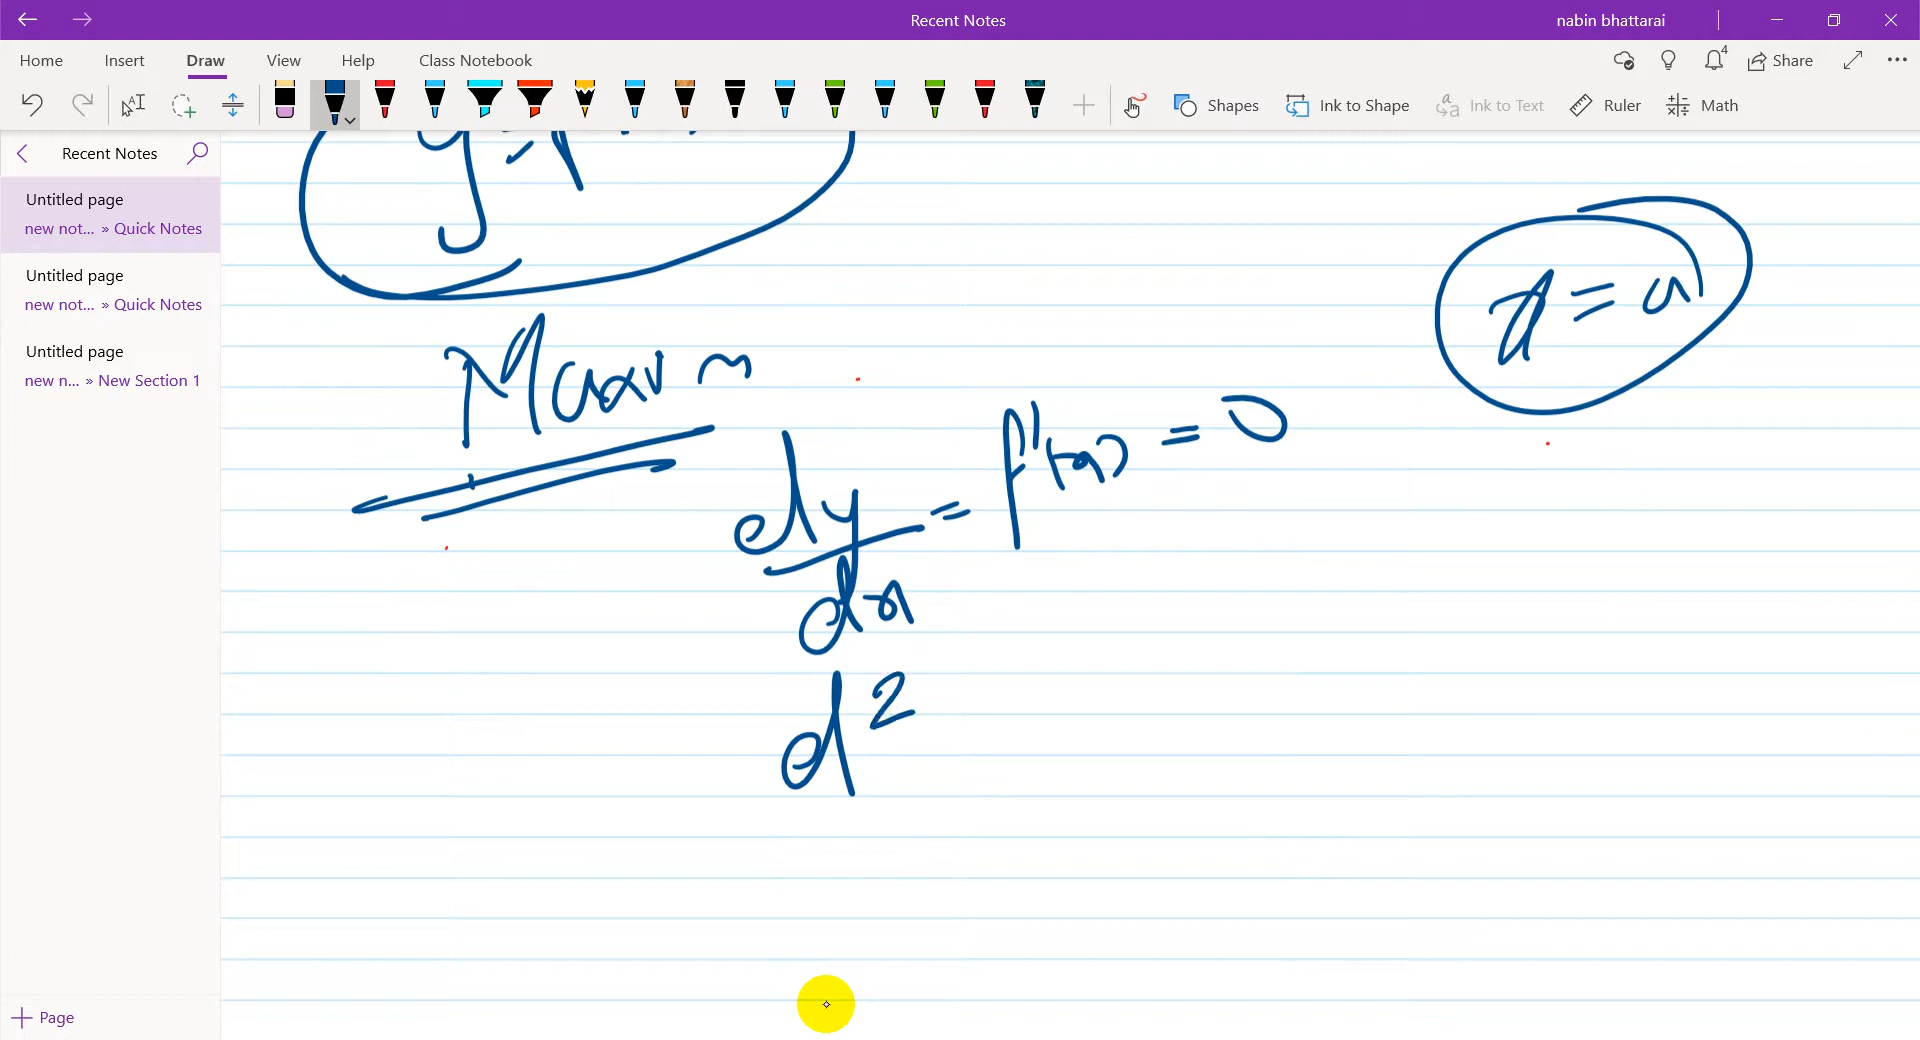 Recent Notes
nabin bhattarai
Home Insert Draw View Help Class Notebook
4 Share
Shapes Ink to Shape Ink to Text Ruler Math
Recent Notes
Untitled page
new not... » Quick Notes
Untitled page
new not... » Quick Notes
Untitled page
new n... » New Section 1
Page
x = a
dy/dx = f'(x) = 0
d²